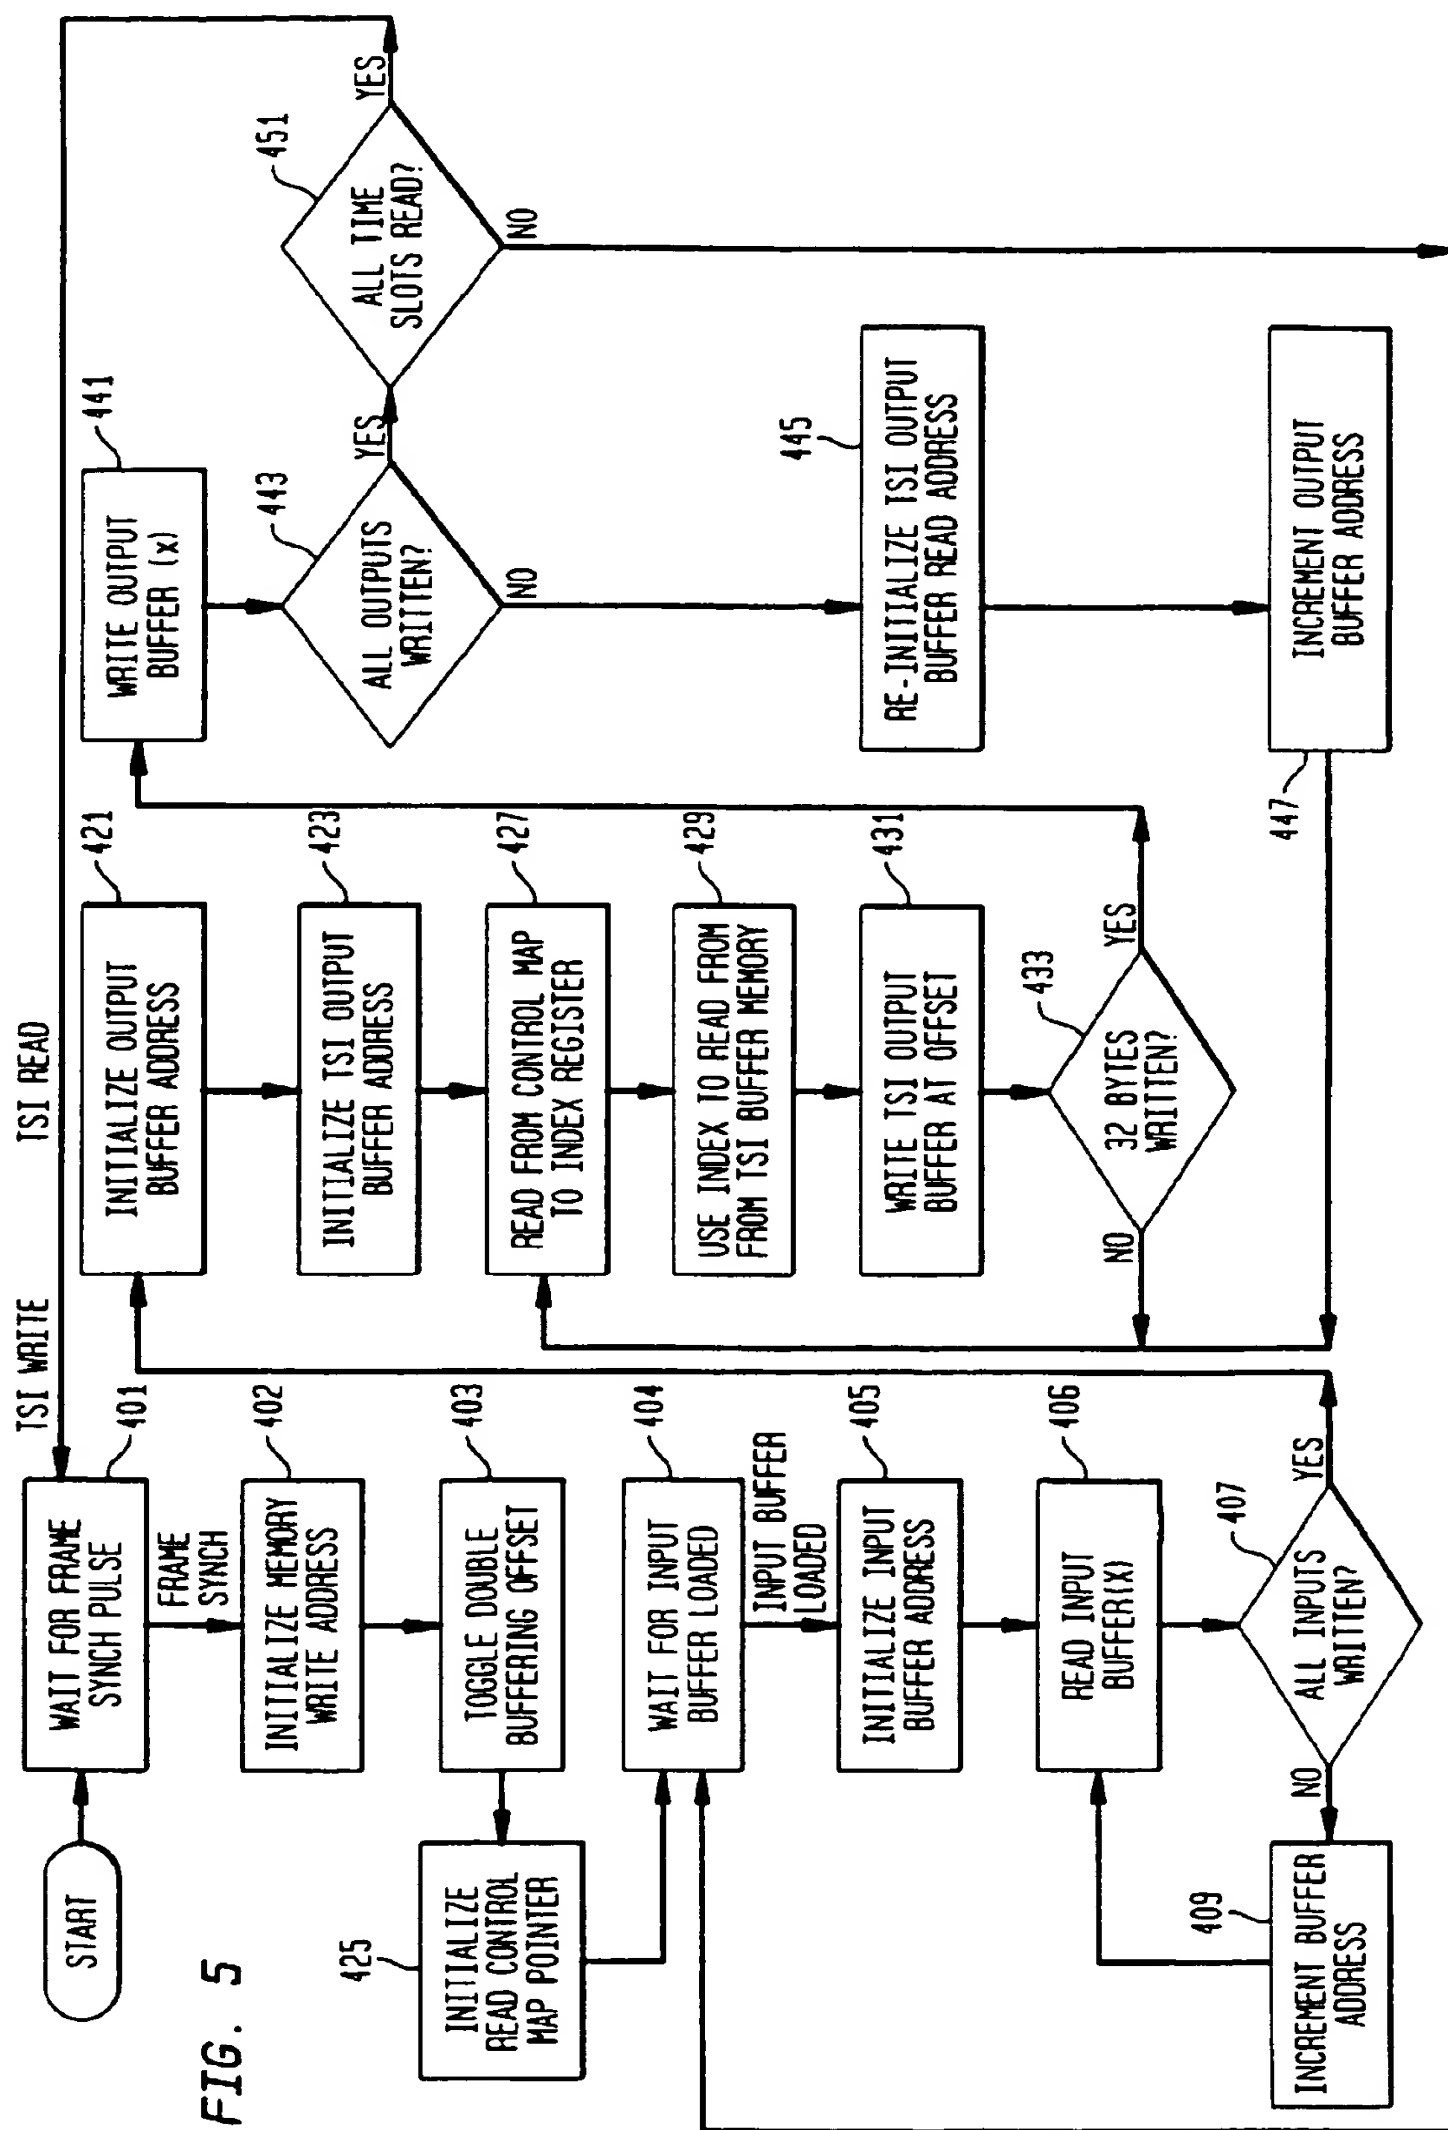 FIG. 5
START
TSI WRITE
TSI READ
401
WAIT FOR FRAME
SYNCH PULSE
FRAME
SYNCH
402
INITIALIZE MEMORY
WRITE ADDRESS
403
TOGGLE DOUBLE
BUFFERING OFFSET
425
INITIALIZE
READ CONTROL
MAP POINTER
404
WAIT FOR INPUT
BUFFER LOADED
INPUT BUFFER
LOADED
405
INITIALIZE INPUT
BUFFER ADDRESS
406
READ INPUT
BUFFER(X)
407
ALL INPUTS
WRITTEN?
NO
YES
409
INCREMENT BUFFER
ADDRESS
421
INITIALIZE OUTPUT
BUFFER ADDRESS
423
INITIALIZE TSI OUTPUT
BUFFER ADDRESS
427
READ FROM CONTROL MAP
TO INDEX REGISTER
429
USE INDEX TO READ FROM
FROM TSI BUFFER MEMORY
431
WRITE TSI OUTPUT
BUFFER AT OFFSET
433
32 BYTES
WRITTEN?
NO
YES
441
WRITE OUTPUT
BUFFER (x)
443
ALL OUTPUTS
WRITTEN?
YES
NO
445
RE-INITIALIZE TSI OUTPUT
BUFFER READ ADDRESS
447
INCREMENT OUTPUT
BUFFER ADDRESS
451
ALL TIME
SLOTS READ?
YES
NO